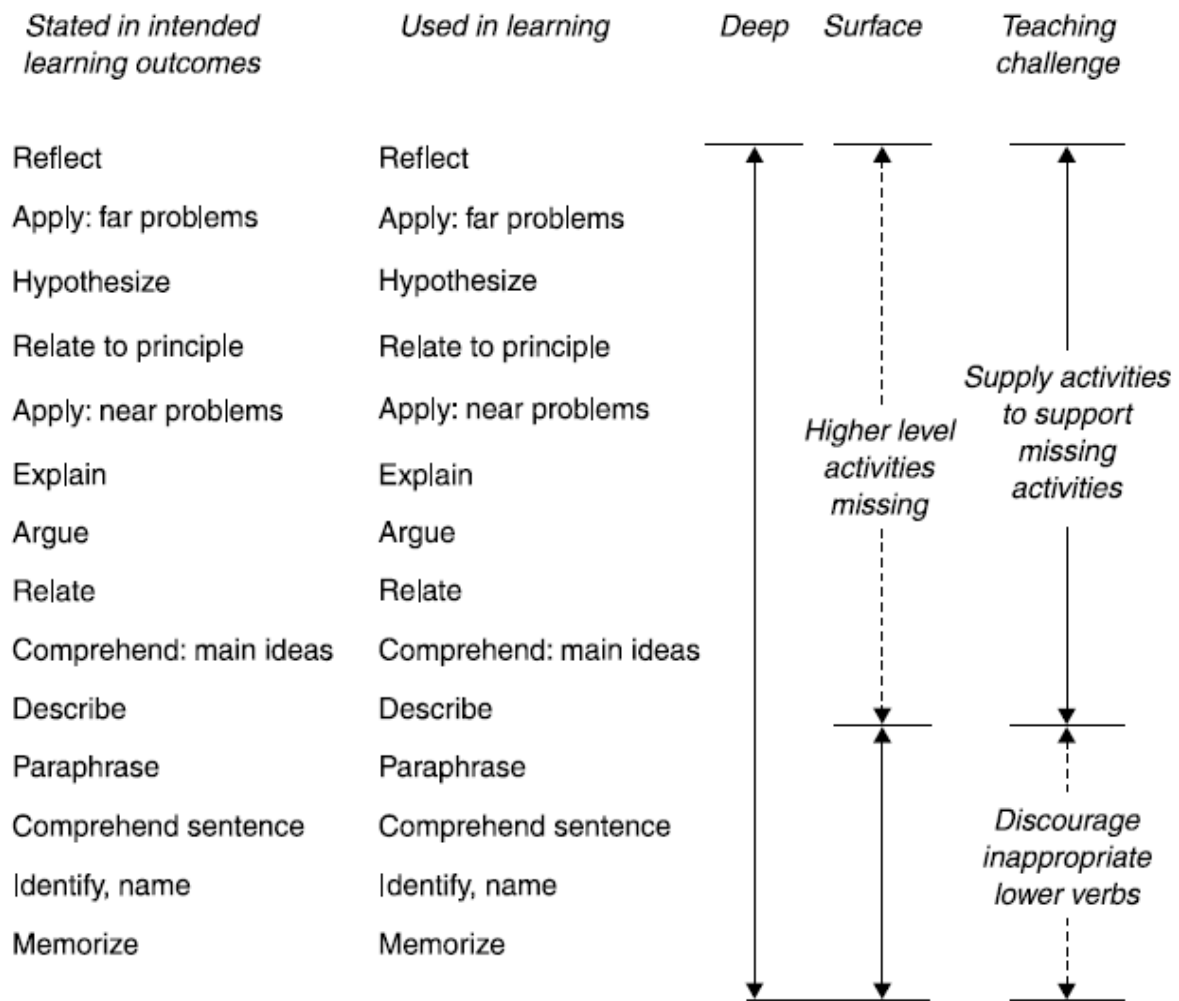 Stated in intended
learning outcomes
Used in learning
Deep
Surface
Teaching
challenge
Reflect
Apply: far problems
Hypothesize
Relate to principle
Apply: near problems
Explain
Argue
Relate
Comprehend: main ideas
Describe
Paraphrase
Comprehend sentence
Identify, name
Memorize
Reflect
Apply: far problems
Hypothesize
Relate to principle
Apply: near problems
Explain
Argue
Relate
Comprehend: main ideas
Describe
Paraphrase
Comprehend sentence
Identify, name
Memorize
Higher level
activities
missing
Supply activities
to support
missing
activities
Discourage
inappropriate
lower verbs